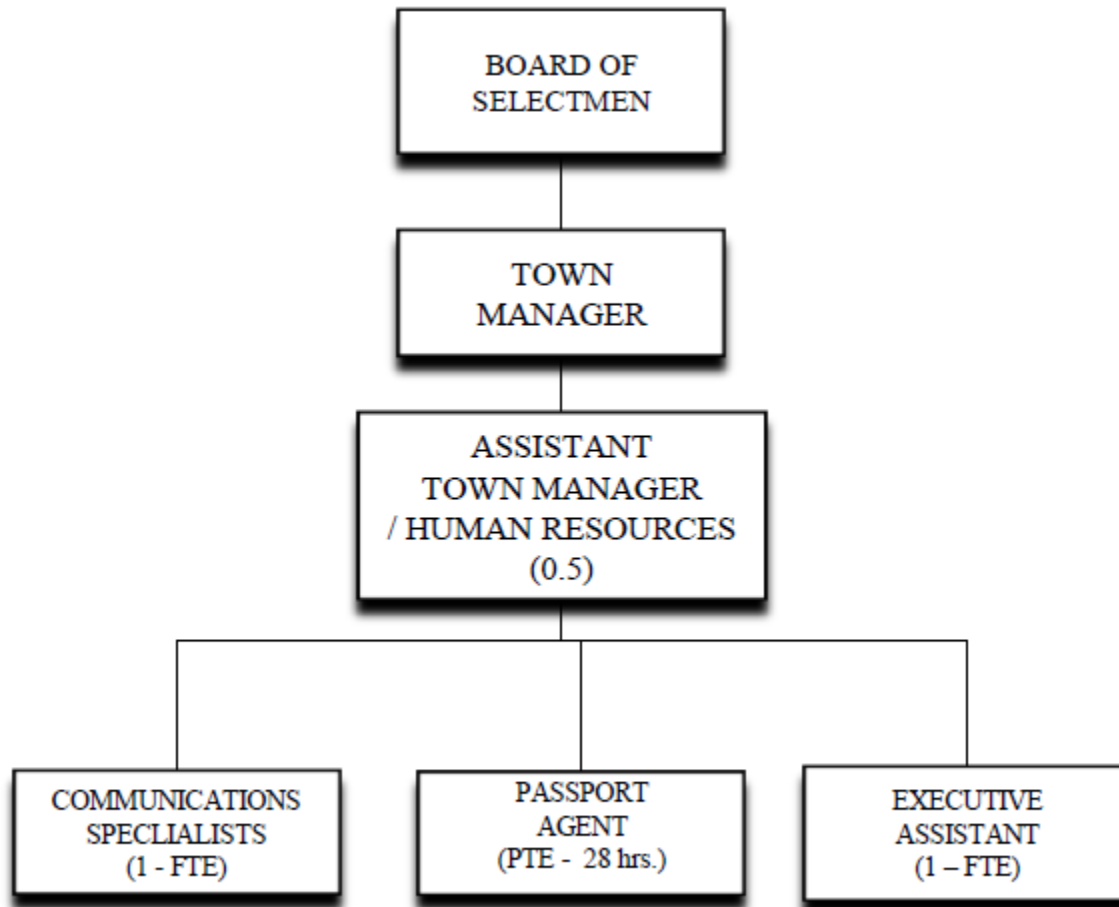 BOARD OF
SELECTMEN
TOWN
MANAGER
ASSISTANT
TOWN MANAGER
/ HUMAN RESOURCES
(0.5)
COMMUNICATIONS
SPECLIALISTS
(1 - FTE)
PASSPORT
AGENT
(PTE - 28 hrs.)
EXECUTIVE
ASSISTANT
(1 – FTE)